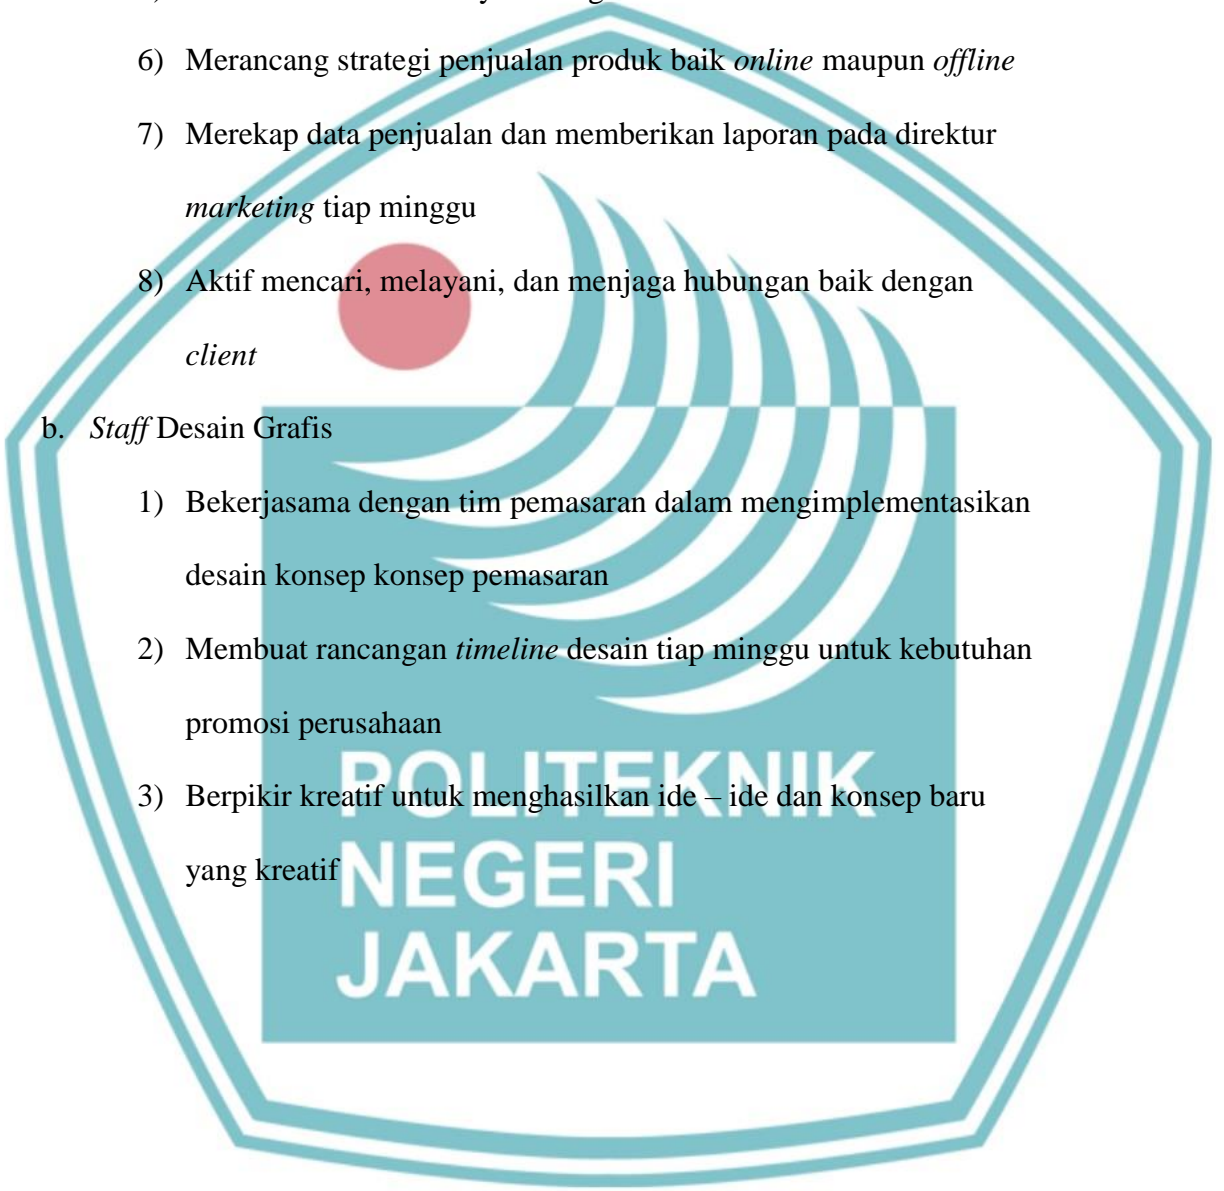 6) Merancang strategi penjualan produk baik online maupun offline
7) Merekap data penjualan dan memberikan laporan pada direktur
marketing tiap minggu
8) Aktif mencari, melayani, dan menjaga hubungan baik dengan
client
b. Staff Desain Grafis
1) Bekerjasama dengan tim pemasaran dalam mengimplementasikan
desain konsep konsep pemasaran
2) Membuat rancangan timeline desain tiap minggu untuk kebutuhan
promosi perusahaan
3) Berpikir kreatif untuk menghasilkan ide – ide dan konsep baru
yang kreatif
POLITEKNIK
NEGERI
JAKARTA